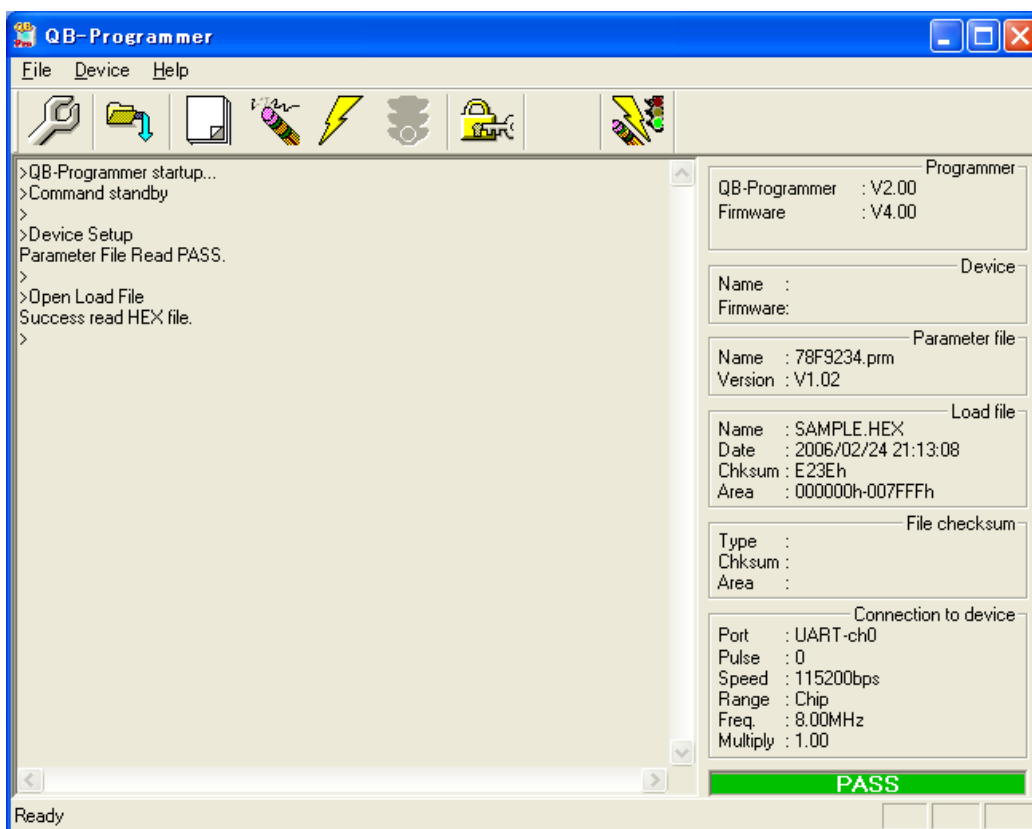 QB-Programmer
File Device Help
>QB-Programmer startup...
>Command standby
>
>Device Setup
Parameter File Read PASS.
>
>Open Load File
Success read HEX file.
>
Programmer
QB-Programmer : V2.00
Firmware : V4.00
Device
Name :
Firmware:
Parameter file
Name : 78F9234.prm
Version : V1.02
Load file
Name : SAMPLE.HEX
Date : 2006/02/24 21:13:08
Chksum : E23Eh
Area : 000000h-007FFFh
File checksum
Type :
Chksum :
Area :
Connection to device
Port : UART-ch0
Pulse : 0
Speed : 115200bps
Range : Chip
Freq. : 8.00MHz
Multiply : 1.00
PASS
Ready